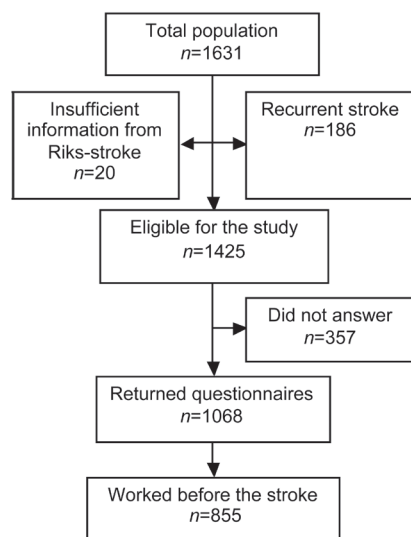 Total population
n=1631
Insufficient
information from
Riks-stroke
n=20
Recurrent stroke
n=186
Eligible for the study
n=1425
Did not answer
n=357
Returned questionnaires
n=1068
Worked before the stroke
n=855